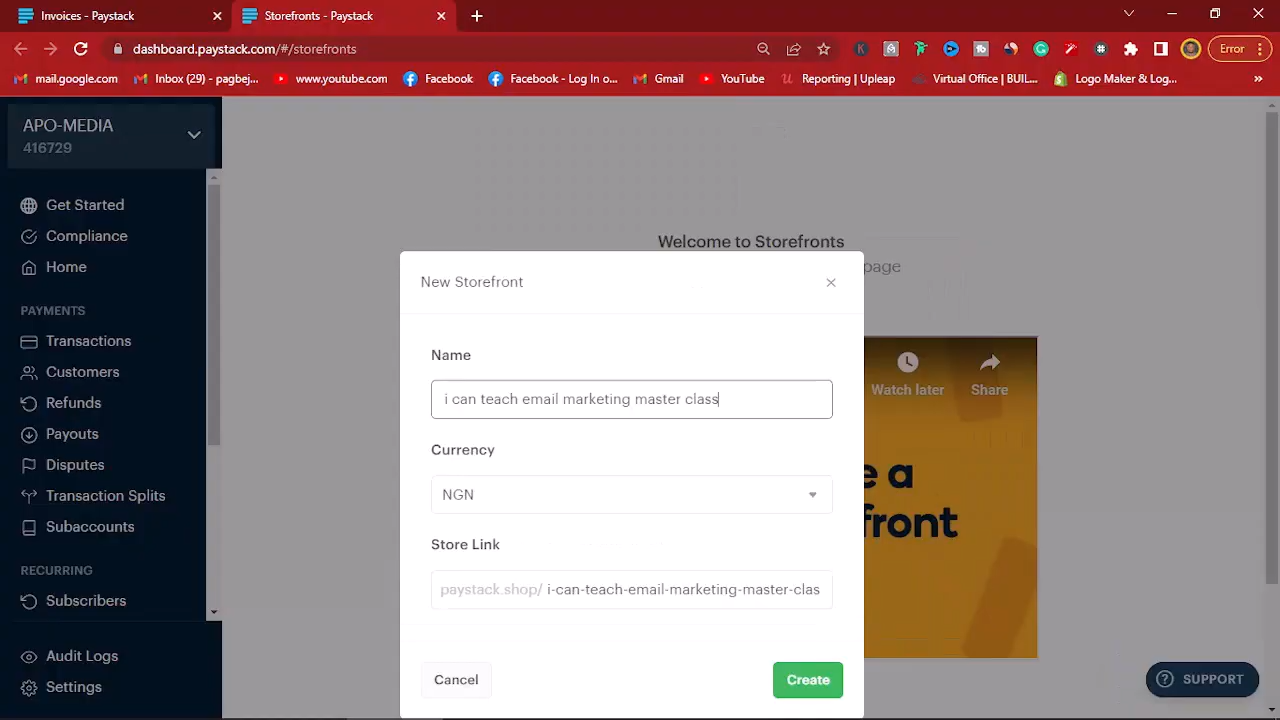 Invoices - Paystack
Storefronts - Paystack
dashboard.paystack.com/#/storefronts
Error
mail.google.com
Inbox (29) - pagbej...
www.youtube.com
Facebook
Facebook - Log In o...
Gmail
YouTube
Reporting | Upleap
Virtual Office | BUIL...
Logo Maker & Log...
APO-MEDIA
416729
Get Started
Compliance
Home
PAYMENTS
Transactions
Customers
Refunds
Payouts
Disputes
Transaction Splits
Subaccounts
RECURRING
Subscribers
Audit Logs
Settings
Welcome to Storefronts
page
Watch later
Share
e a
front
New Storefront
Name
i can teach email marketing master class
Currency
NGN
Store Link
paystack.shop/ i-can-teach-email-marketing-master-clas
Cancel
Create
SUPPORT